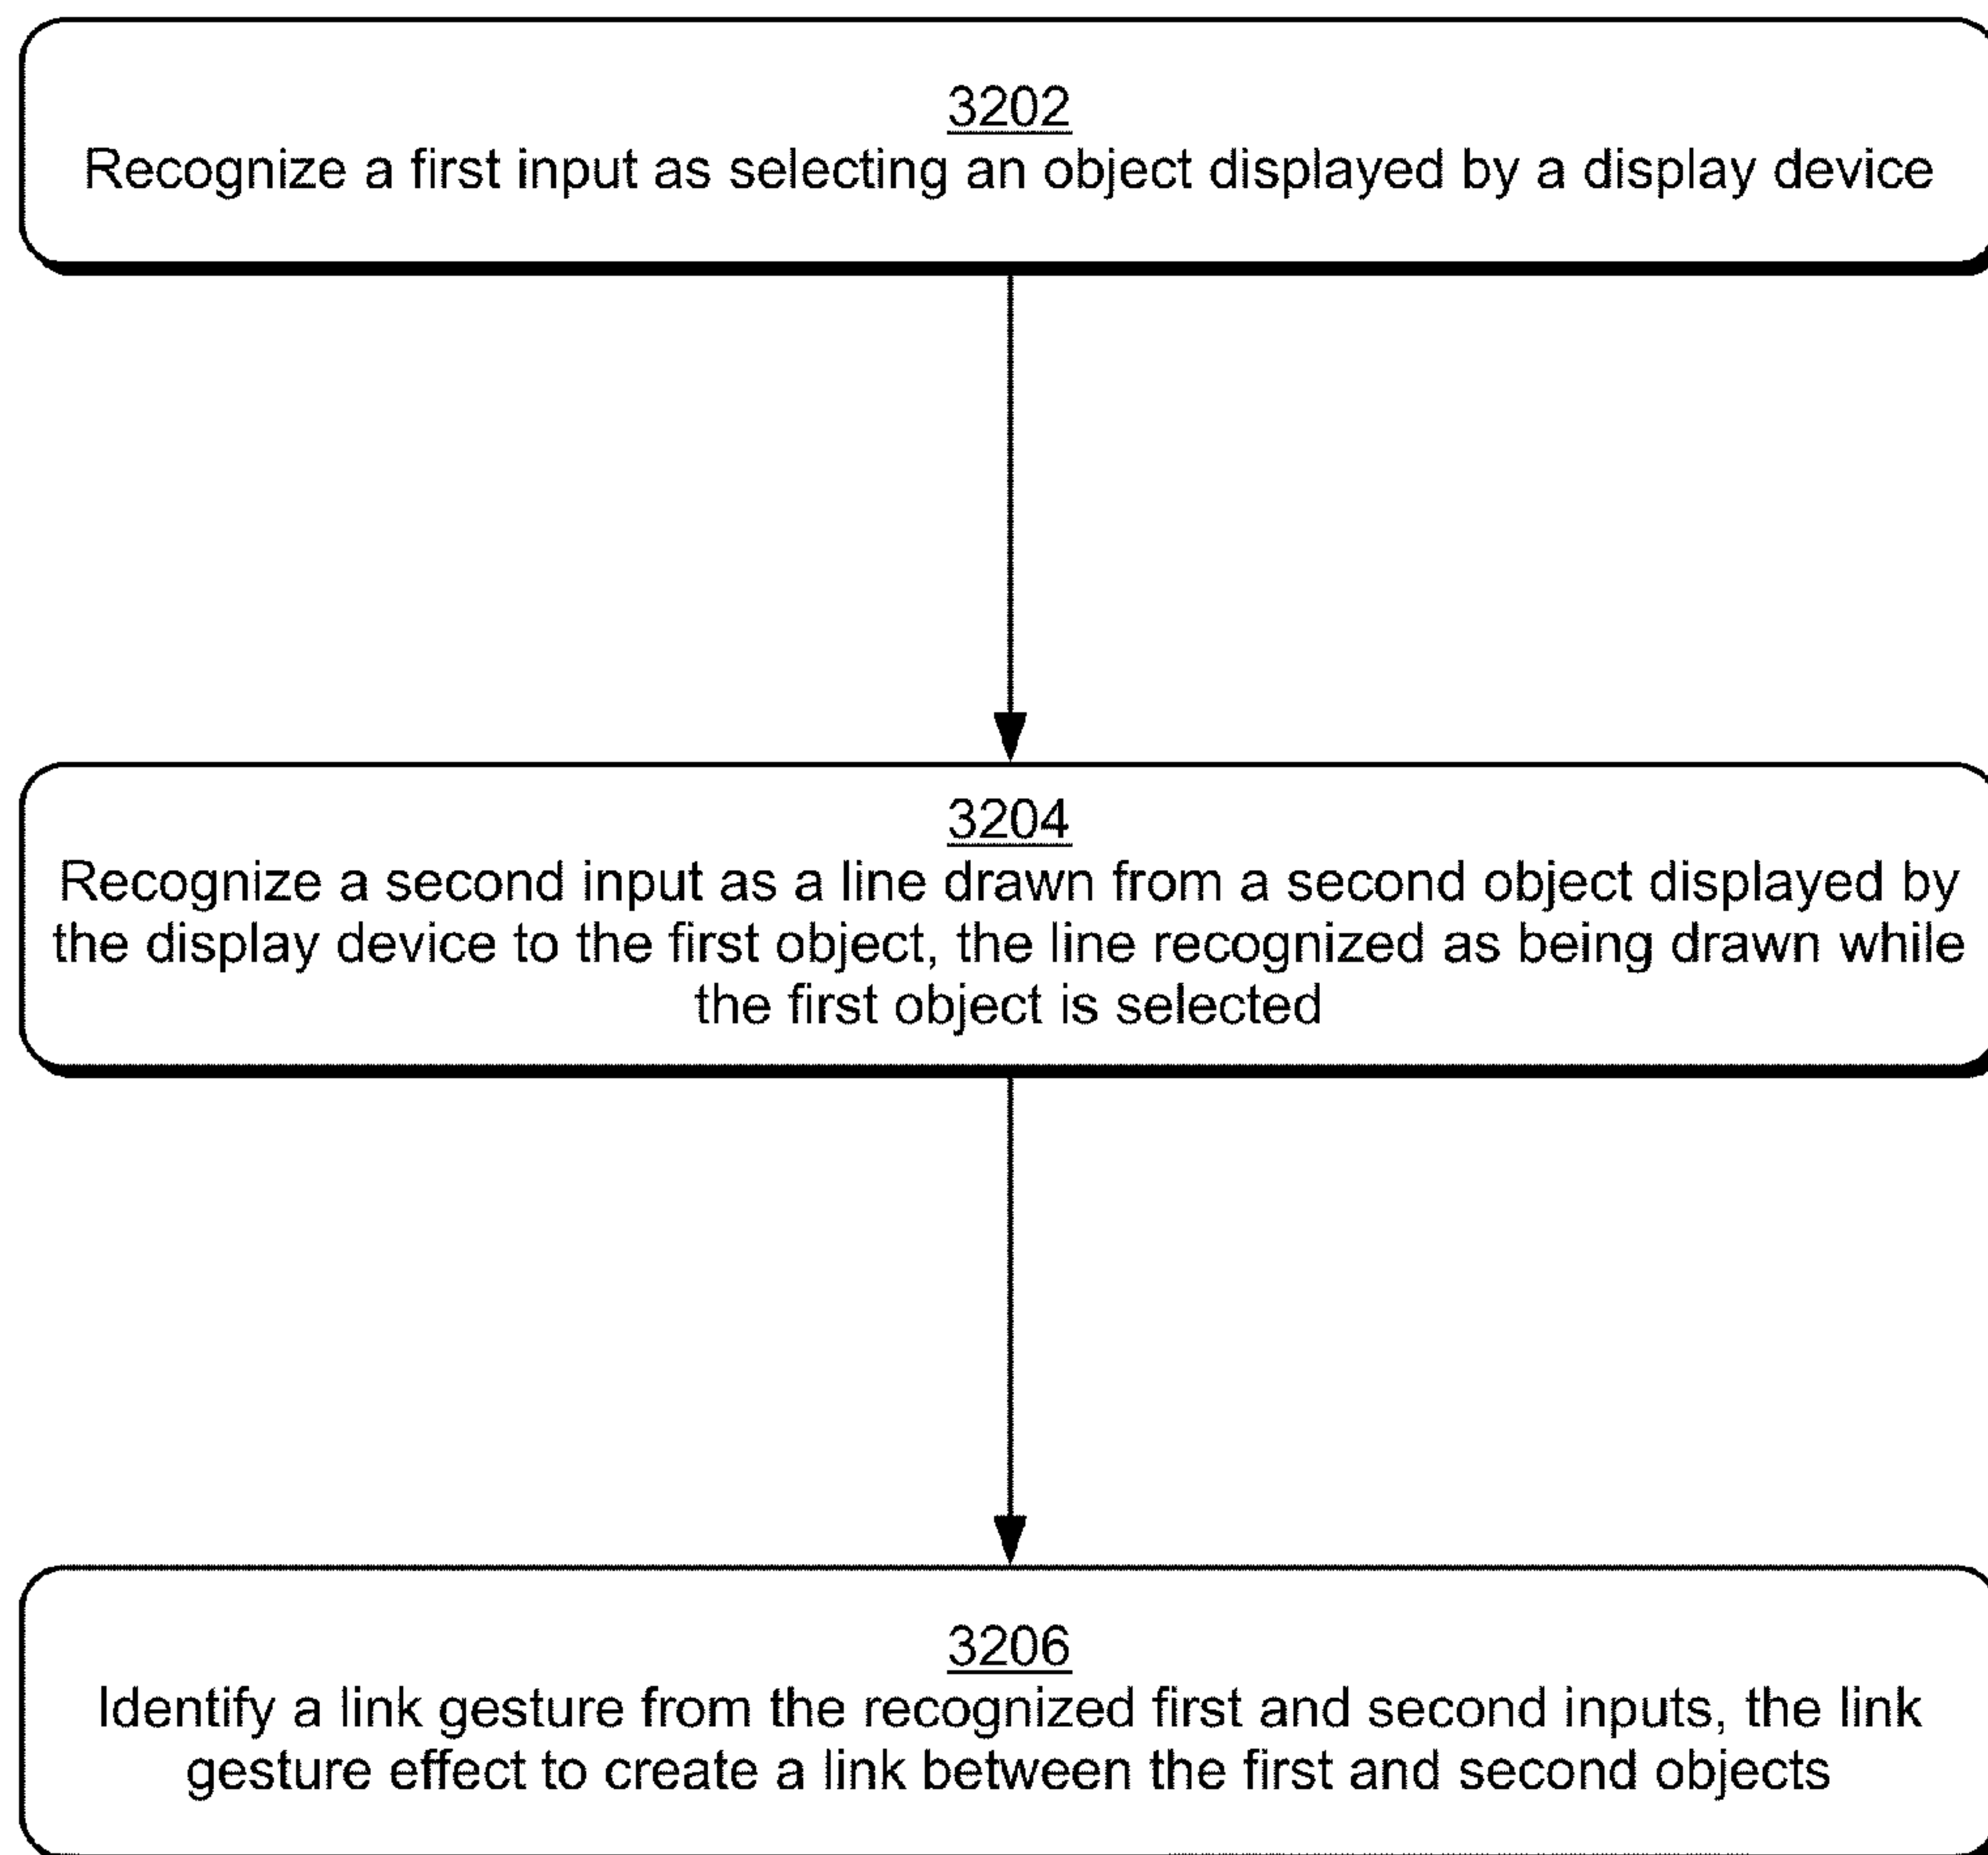 3202
Recognize a first input as selecting an object displayed by a display device
3204
Recognize a second input as a line drawn from a second object displayed by
the display device to the first object, the line recognized as being drawn while
the first object is selected
3206
Identify a link gesture from the recognized first and second inputs, the link
gesture effect to create a link between the first and second objects